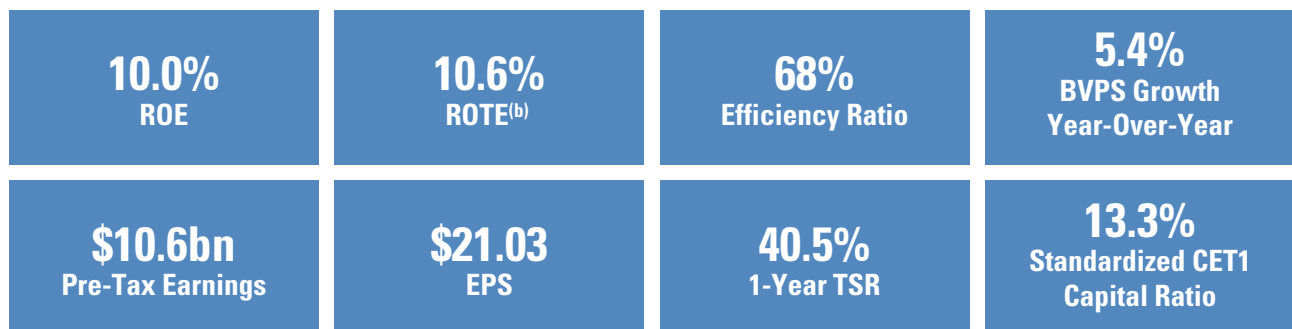 10.0%
ROE
10.6%
ROTE(b)
68%
Efficiency Ratio
5.4%
BVPS Growth
Year-Over-Year
$10.6bn
Pre-Tax Earnings
$21.03
EPS
40.5%
1-Year TSR
13.3%
Standardized CET1
Capital Ratio